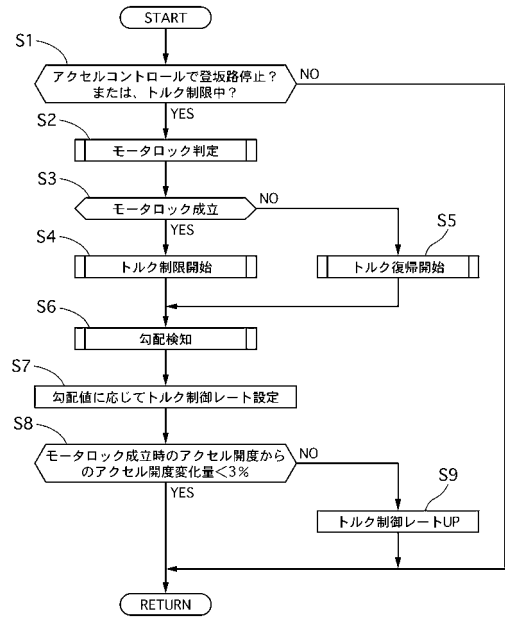 START
S1
アクセルコントロールで登坂路停止?
または、トルク制限中?
NO
YES
S2
モータロック判定
S3
モータロック成立
NO
YES
S4
トルク制限開始
S5
トルク復帰開始
S6
勾配検知
S7
勾配値に応じてトルク制御レート設定
S8
モータロック成立時のアクセル開度から
のアクセル開度変化量<3%
NO
YES
S9
トルク制御レートUP
RETURN